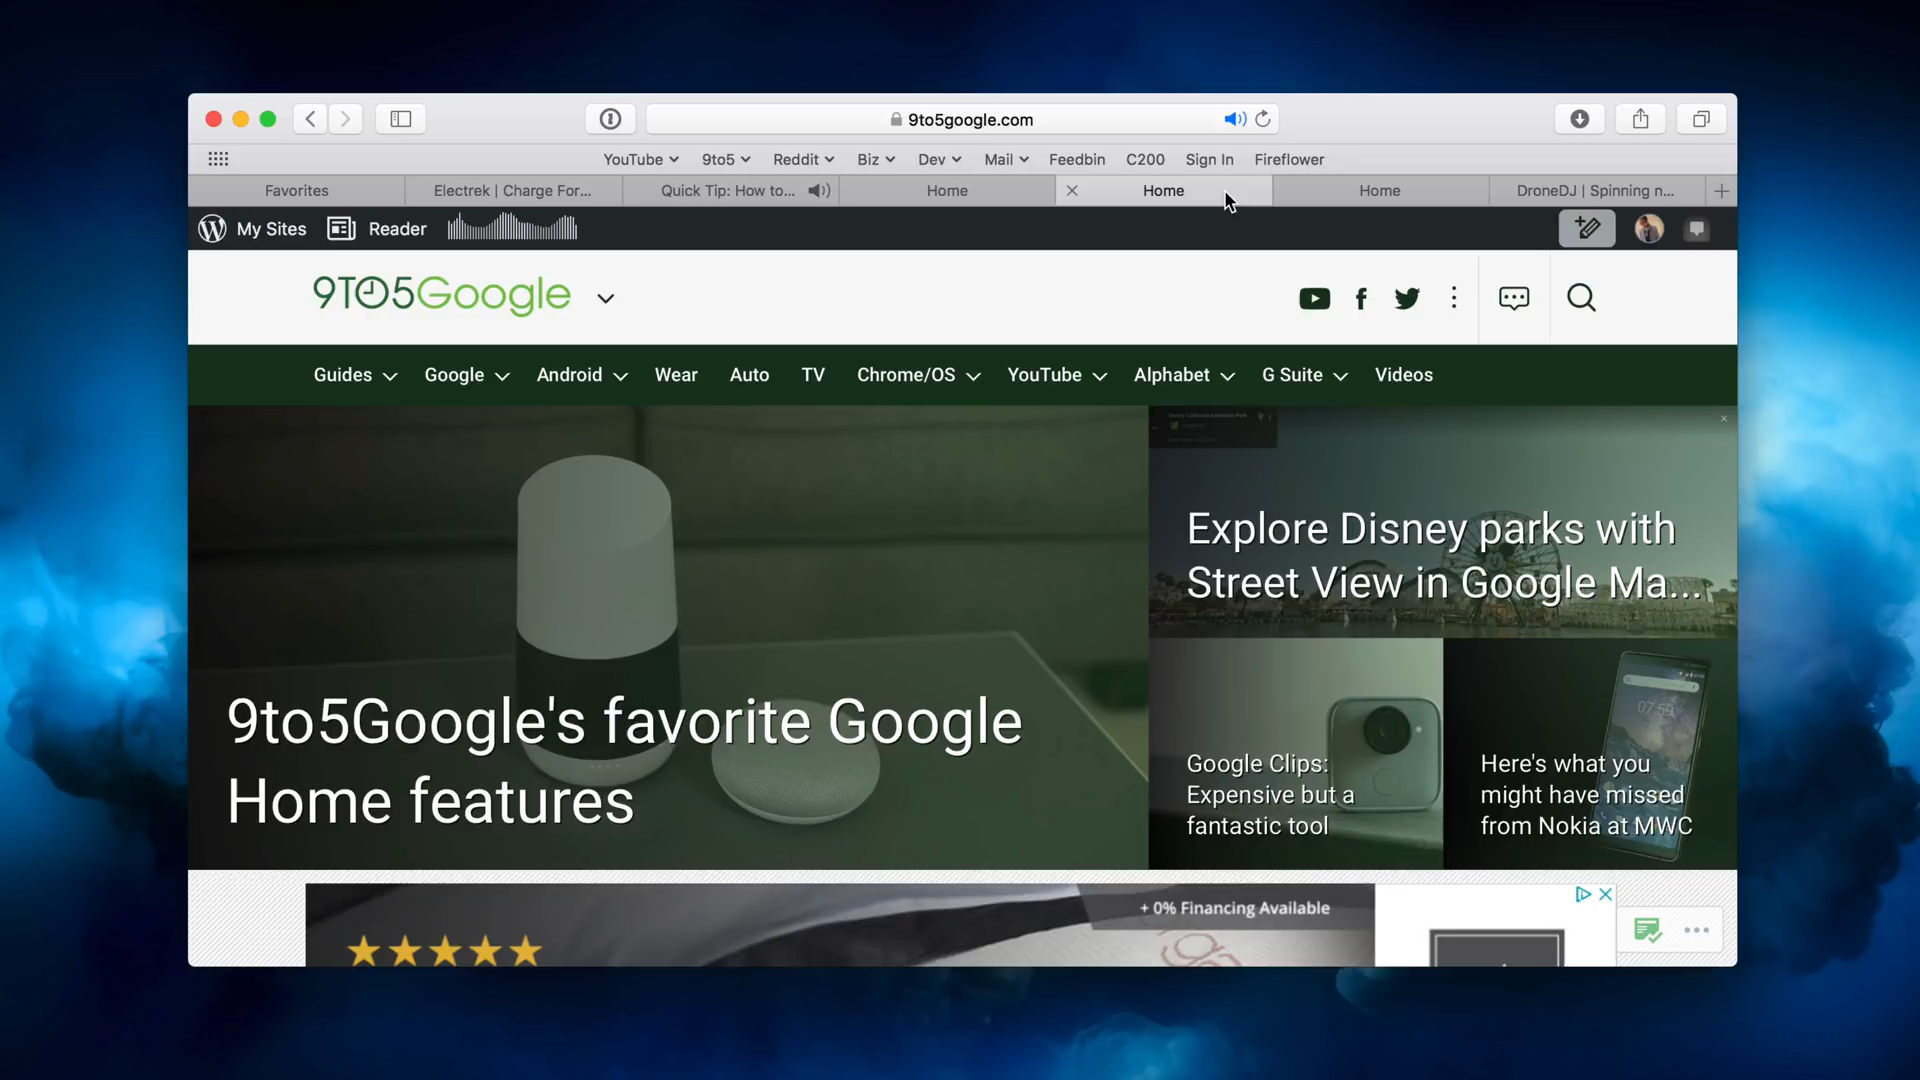 9to5google.com
YouTube 9to5 Reddit Biz Dev Mail Feedbin C200 Sign In Fireflower
Favorites Electrek | Charge For... Quick Tip: How to... Home Home Home DroneDJ | Spinning n...
My Sites Reader
9TO5Google
Guides Google Android Wear Auto TV Chrome/OS YouTube Alphabet G Suite Videos
9to5Google's favorite Google
Home features
Explore Disney parks with
Street View in Google Ma...
Google Clips:
Expensive but a
fantastic tool
Here's what you
might have missed
from Nokia at MWC
07:59
+ 0% Financing Available